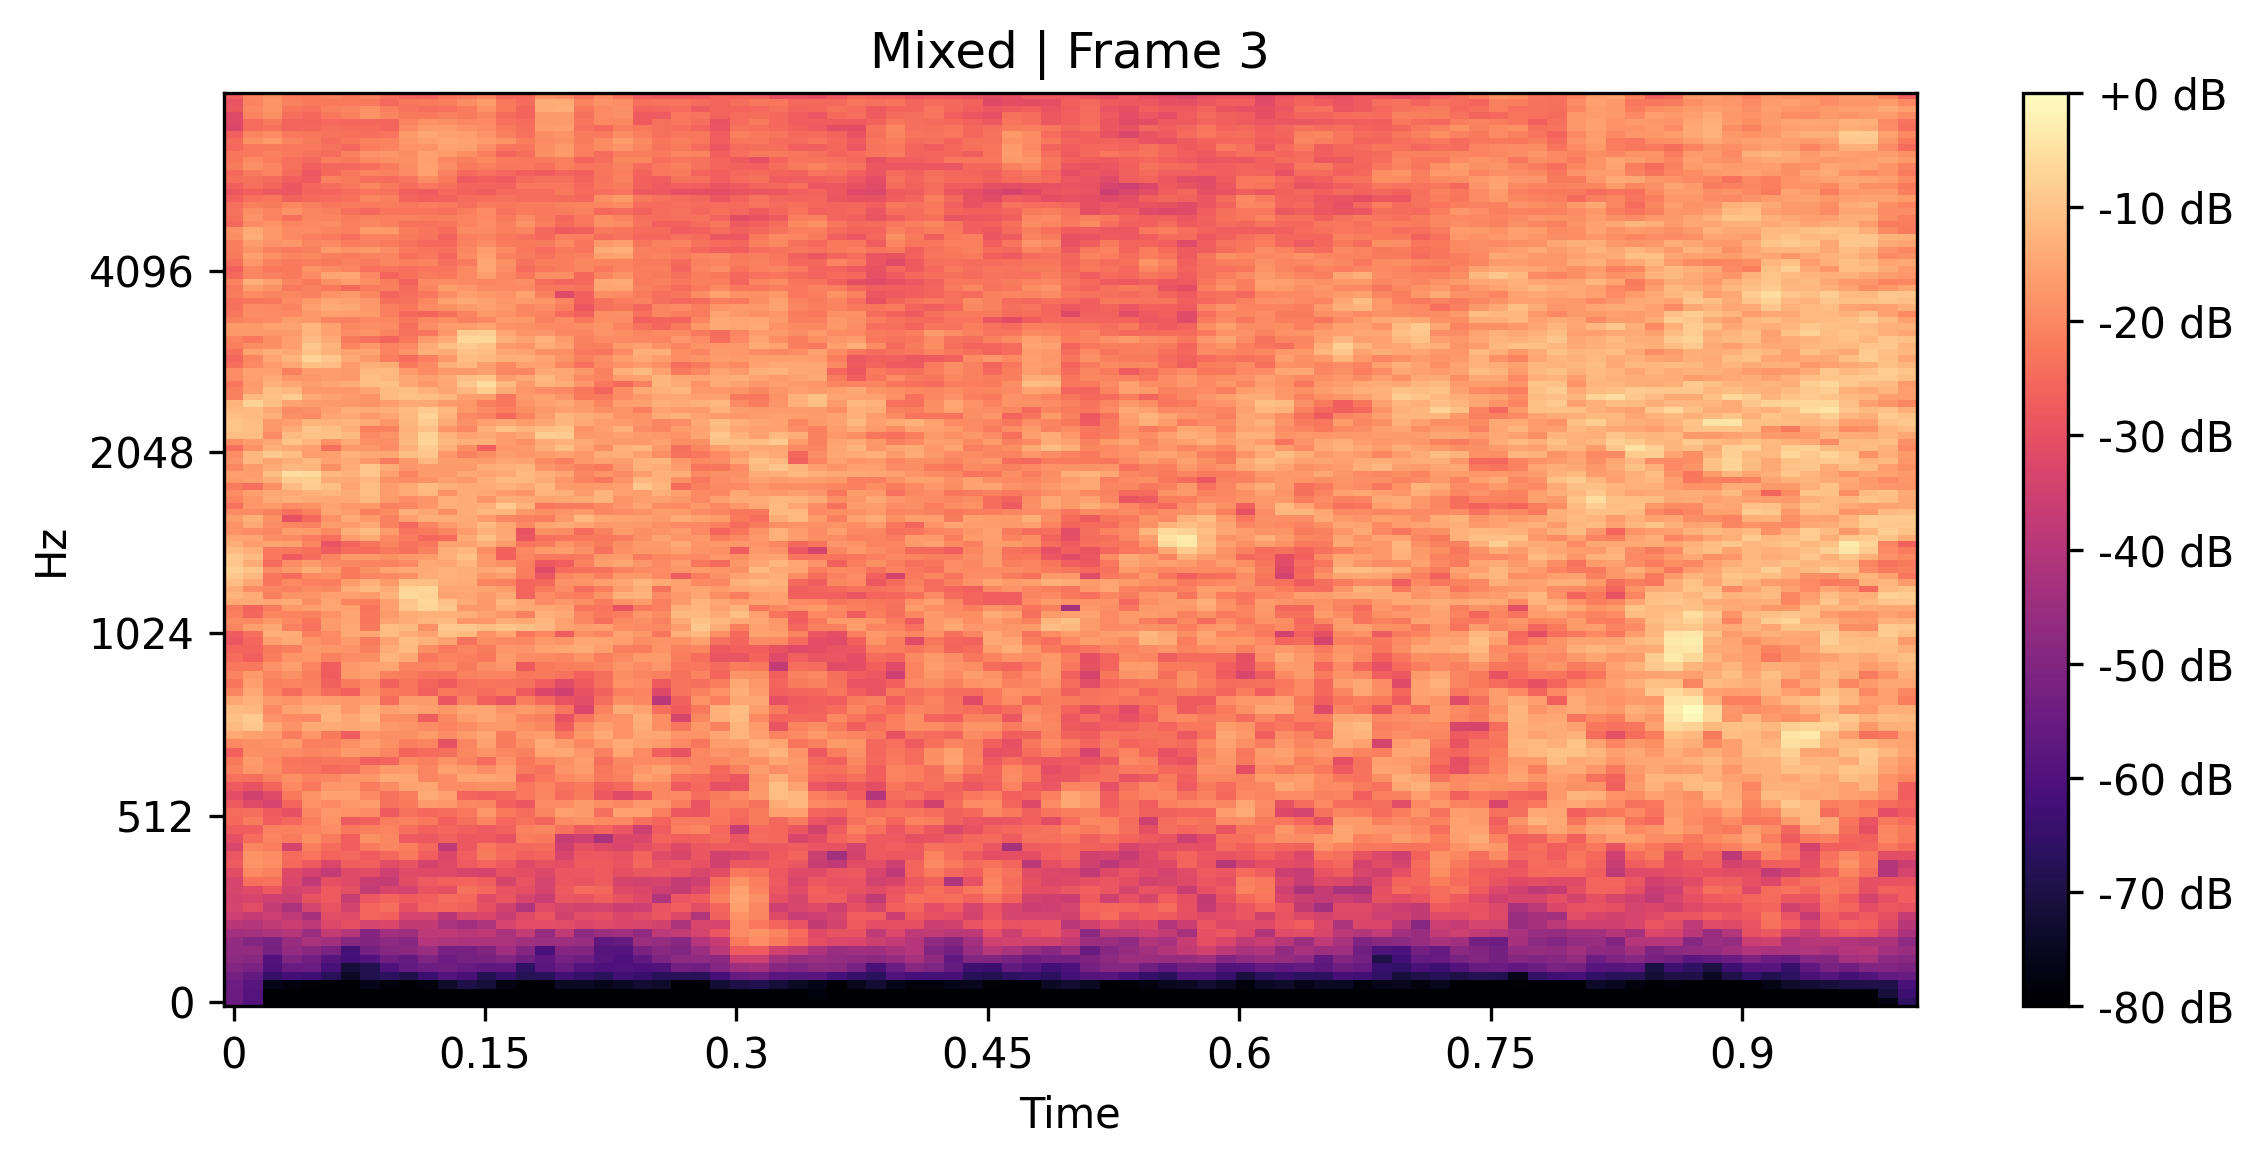 Mixed | Frame 3
+0 dB
-10 dB
-20 dB
-30 dB
-40 dB
-50 dB
-60 dB
-70 dB
-80 dB
Hz
4096
2048
1024
512
0
0 0.15 0.3 0.45 0.6 0.75 0.9
Time